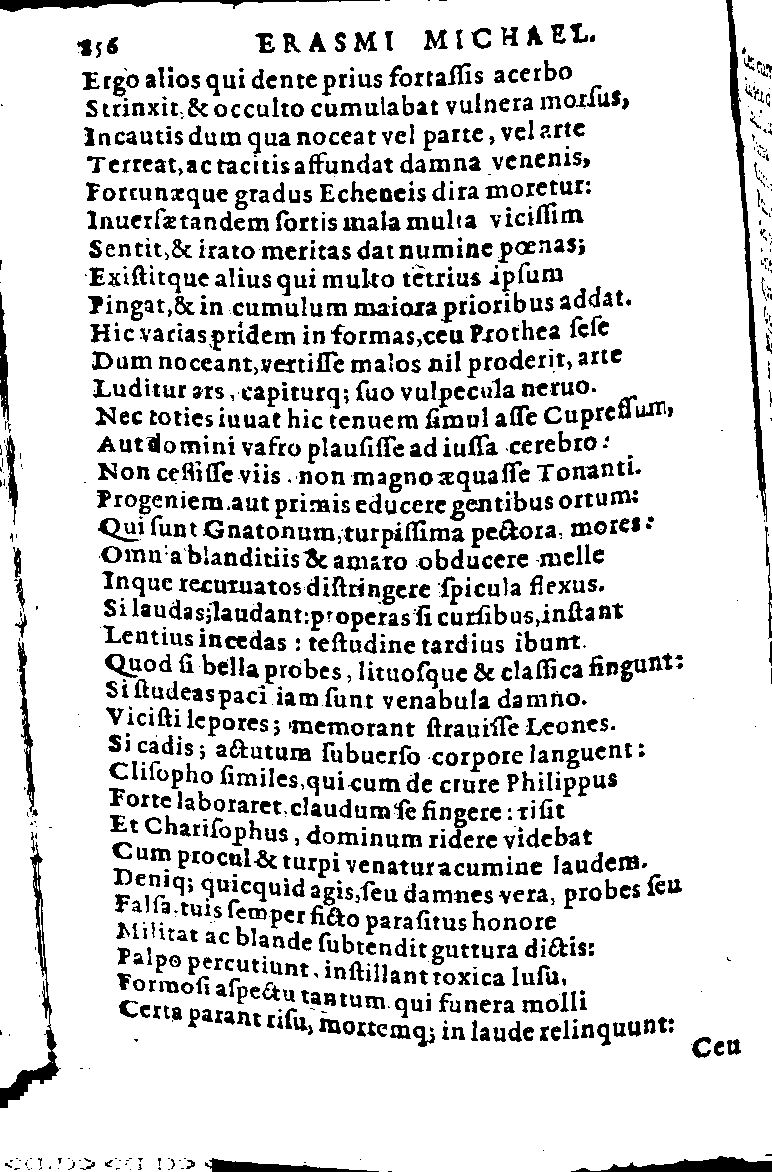 256 ERASMI MICHAEL.
Ergo alios qui dente prius fortaſſis acerbo
Strinxit, & occulto cumulabat vulnera morſus,
Incautis dum qua noceat vel parte, vel arte
Terreat, ac tacitis affundat damna venenis,
Fortunæque gradus Echeneis dira moretur:
Inuerſæ tandem ſortis mala multa viciſſim
Sentit, & irato meritas dat numine pœnas;
Exiſtitque alius qui multo tètrius ipſum
Pingat, & in cumulum maiora prioribus addat.
Hic varias pridem in formas, ceu Prothea ſeſe
Dum noceant, vertiſſe malos nil proderit, arte
Luditur ars, capiturq; ſuo vulpecula neruo.
Nec toties iuuat hic tenuem ſimulaſſe Cupreſſum,
Aut domini vafro plauſiſſe ad iuſſa cerebro:
Non ceſſiſſe viis, non magno æquaſſe Tonanti.
Progeniem, aut primis educere gentibus ortum:
Qui ſunt Gnatonum, turpiſſima pectora, mores:
Omnia blanditiis & amaro obducere melle
Inque recuruatos diſtringere ſpicula flexus.
Si laudas; laudant: properas ſi curſibus, inſtant
Lentius incedas: teſtudine tardius ibunt.
Quod ſi bella probes, lituoſque & claſſica fingunt:
Si ſtudeas paci iam ſunt venabula damno.
Viciſti lepores; memorant ſtrauiſſe Leones.
Si cadis; actutum ſubuerſo corpore languent:
Cliſopho ſimiles, qui cum de crure Philippus
Forte laboraret, claudum ſe fingere: riſit
Et Chariſophus, dominum ridere videbat
Cum procul & turpi venatur acumine laudem.
Deniq; quicquid agis, ſeu damnes vera, probes ſeu
Falſa, tuis ſemper ficto paraſitus honore
Militat ac blande ſubtendit guttura dictis:
Palpo percutiunt, inſtillant toxica luſu,
Formoſi aſpectu tantum qui funera molli
Certa parant riſu, mortemq; in laude relinquunt:
Ceu